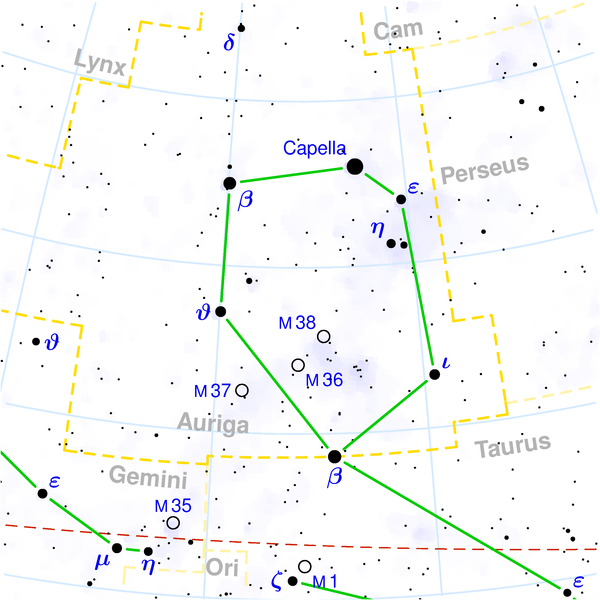 Cam
δ
Lynx
Capella
Perseus
ε
β
η
ϑ
M 38
ϑ
ι
M 36
M 37
Auriga
Taurus
β
Gemini
ε
M 35
μ
η
Ori
ζ
M 1
ε